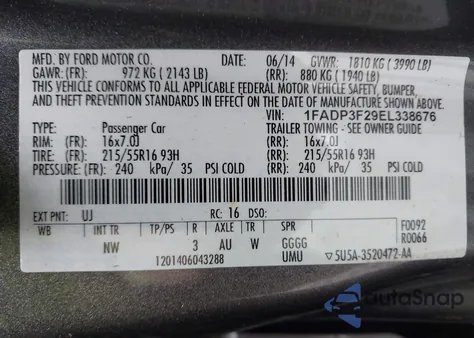 MFD. BY FORD MOTOR CO. DATE: 06/14 GVWR: 1810 KG (3990 LB)
GAWR: (FR): 972 KG (2143 LB) (RR): 880 KG (1940 LB)
THIS VEHICLE CONFORMS TO ALL APPLICABLE FEDERAL MOTOR VEHICLE SAFETY, BUMPER,
AND THEFT PREVENTION STANDARDS IN EFFECT ON THE DATE OF MANUFACTURE SHOWN ABOVE.
VIN: 1FADP3F29EL338676
TYPE: Passenger Car TRAILER TOWING - SEE OWNER GUIDE
RIM: 16x7.0J 16x7.0J
TIRE: 215/55R16 93H 215/55R16 93H
PRESSURE: (FR) 240 kPa/ 35 PSI COLD (RR) 240 kPa/ 35 PSI COLD
EXT PNT: UJ RC: 16 DSO:
WB INT TR TP/PS R AXLE TR SPR F0092
NW 3 AU W GGGG R0066
1201406043288 UMU ▽5U5A-3520472-AA
autoSnap